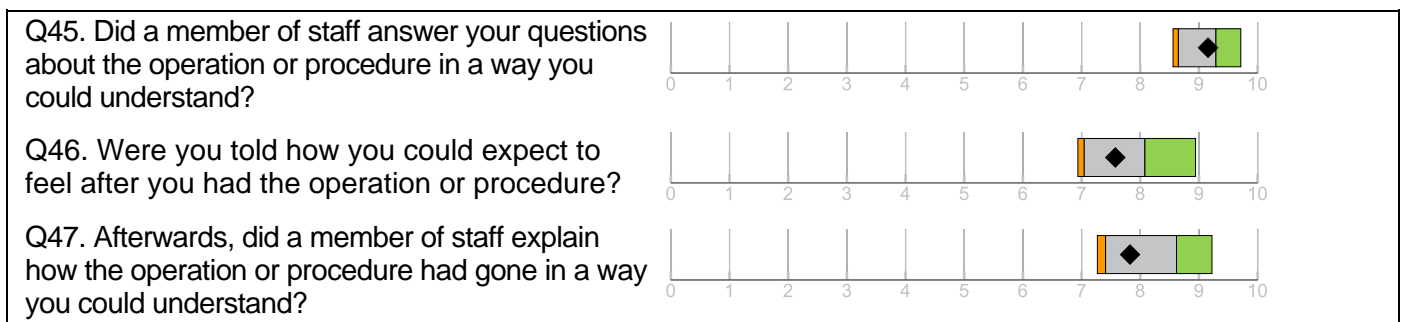 Q45. Did a member of staff answer your questions
about the operation or procedure in a way you
could understand?
0 1 2 3 4 5 6 7 8 9 10
Q46. Were you told how you could expect to
feel after you had the operation or procedure?
0 1 2 3 4 5 6 7 8 9 10
Q47. Afterwards, did a member of staff explain
how the operation or procedure had gone in a way
you could understand?
0 1 2 3 4 5 6 7 8 9 10